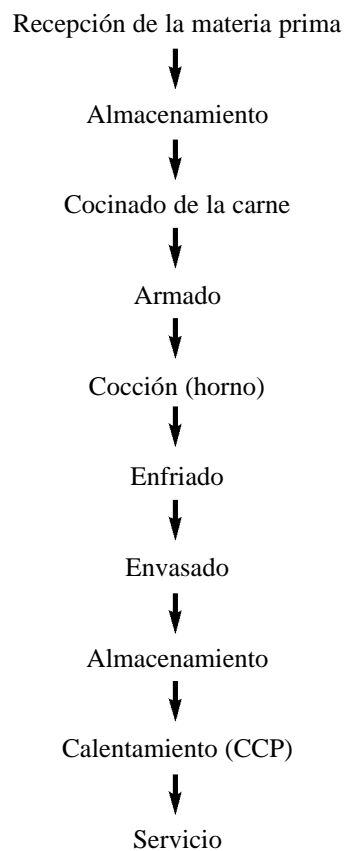 Recepción de la materia prima
Almacenamiento
Cocinado de la carne
Armado
Cocción (horno)
Enfriado
Envasado
Almacenamiento
Calentamiento (CCP)
Servicio